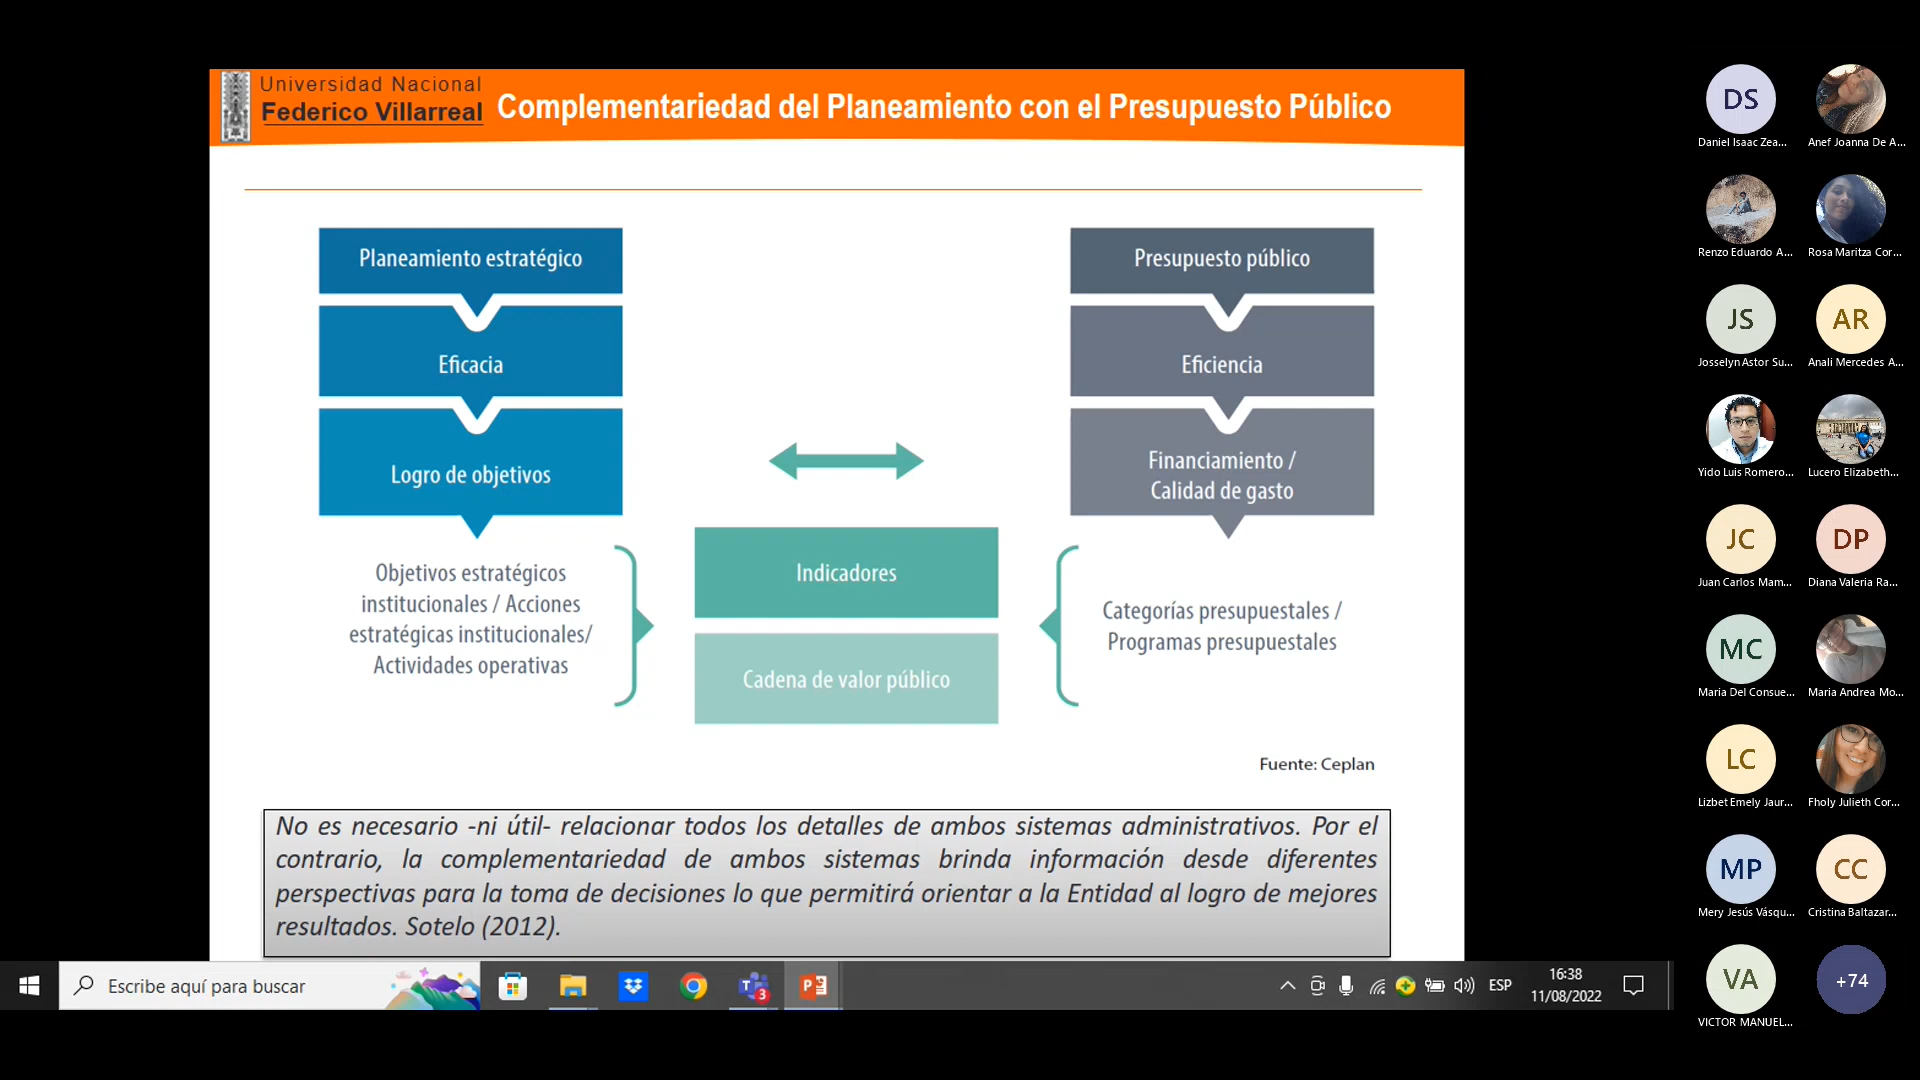 Universidad Nacional
Federico Villarreal
Complementariedad del Planeamiento con el Presupuesto Público
Planeamiento estratégico
Eficacia
Logro de objetivos
Objetivos estratégicos
institucionales / Acciones
estratégicas institucionales/
Actividades operativas
Indicadores
Cadena de valor público
Presupuesto público
Eficiencia
Financiamiento /
Calidad de gasto
Categorías presupuestales /
Programas presupuestales
Fuente: Ceplan
No es necesario -ni útil- relacionar todos los detalles de ambos sistemas administrativos. Por el
contrario, la complementariedad de ambos sistemas brinda información desde diferentes
perspectivas para la toma de decisiones lo que permitirá orientar a la Entidad al logro de mejores
resultados. Sotelo (2012).
Escribe aquí para buscar
3
ESP
16:38
11/08/2022
DS
Daniel Isaac Zea...
Anef Joanna De A...
Renzo Eduardo A...
Rosa Maritza Cor...
JS
Josselyn Astor Su...
AR
Anali Mercedes A...
Yido Luis Romero...
Lucero Elizabeth...
JC
Juan Carlos Mam...
DP
Diana Valeria Ra...
MC
Maria Del Consue...
Maria Andrea Mo...
LC
Lizbet Emely Jaur...
Fholy Julieth Cor...
MP
Mery Jesús Vásqu...
CC
Cristina Baltazar...
VA
VICTOR MANUEL...
+74